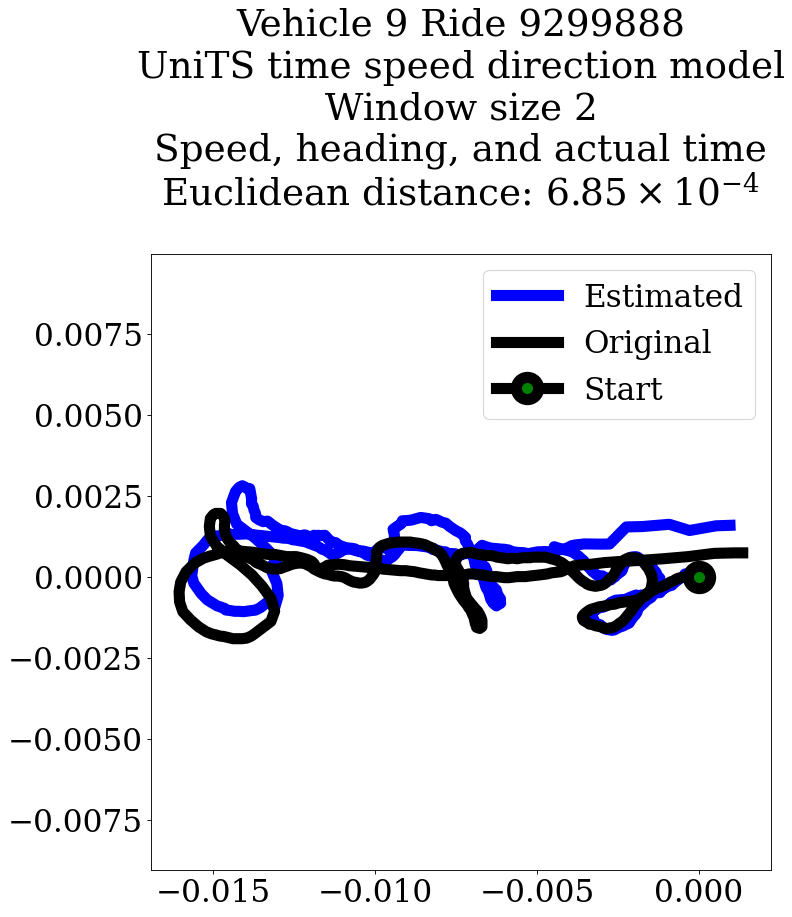 Vehicle 9 Ride 9299888
UniTS time speed direction model
Window size 2
Speed, heading, and actual time
Euclidean distance: 6.85 × 10⁻⁴
Estimated
Original
Start
0.0075
0.0050
0.0025
0.0000
−0.0025
−0.0050
−0.0075
−0.015 −0.010 −0.005 0.000